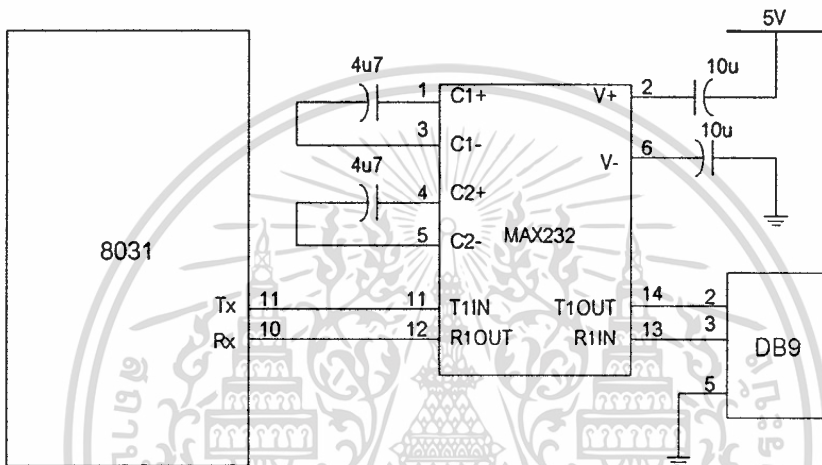 5V
4u7
10u
1
C1+
V+
2
3
C1-
10u
4u7
V-
6
4
C2+
5
C2-
MAX232
8031
Tx
11
11
T1IN
T1OUT
14
2
Rx
10
12
R1OUT
R1IN
13
3
DB9
5